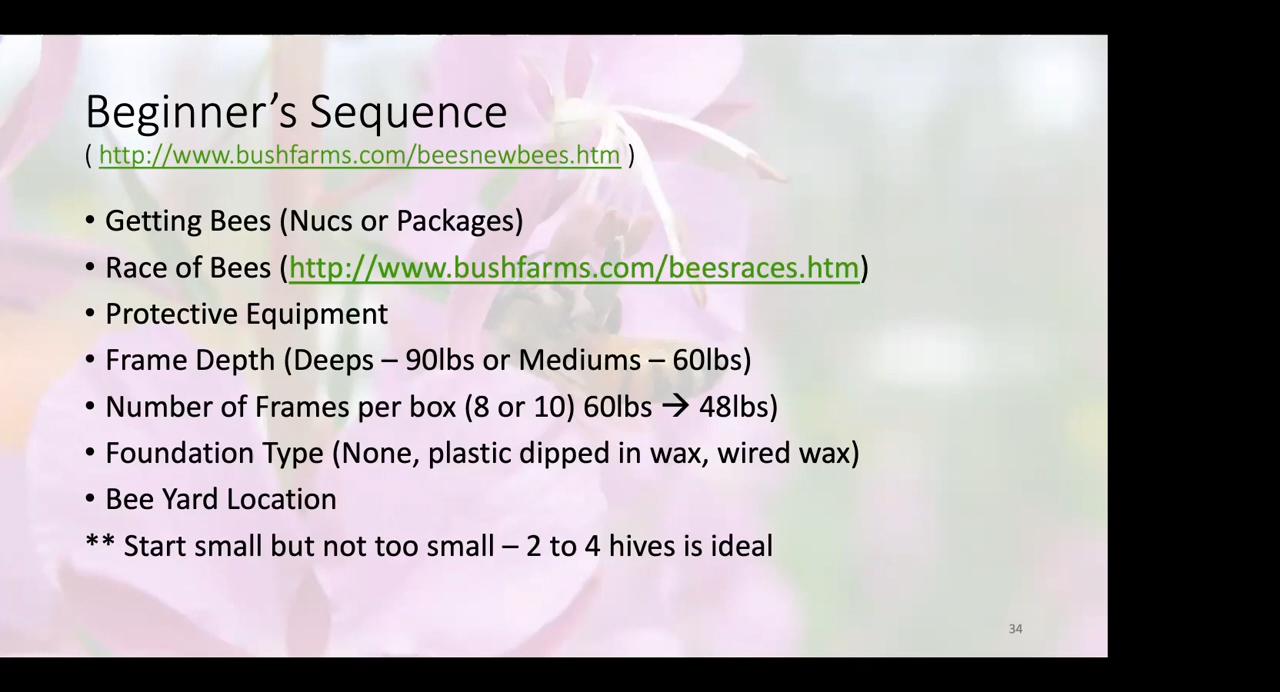 Beginner’s Sequence
( http://www.bushfarms.com/beesnewbees.htm )
• Getting Bees (Nucs or Packages)
• Race of Bees (http://www.bushfarms.com/beesraces.htm)
• Protective Equipment
• Frame Depth (Deeps – 90lbs or Mediums – 60lbs)
• Number of Frames per box (8 or 10) 60lbs → 48lbs)
• Foundation Type (None, plastic dipped in wax, wired wax)
• Bee Yard Location
** Start small but not too small – 2 to 4 hives is ideal
34